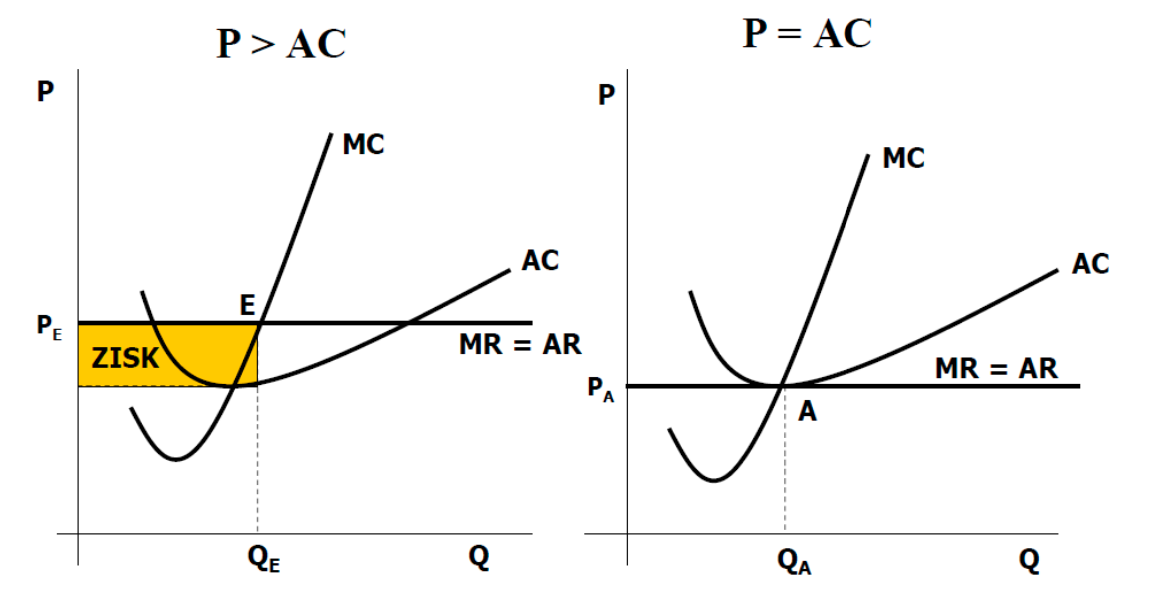 P > AC
P
MC
AC
E
P_E
ZISK
MR = AR
Q_E
Q
P = AC
P
MC
AC
MR = AR
P_A
A
Q_A
Q